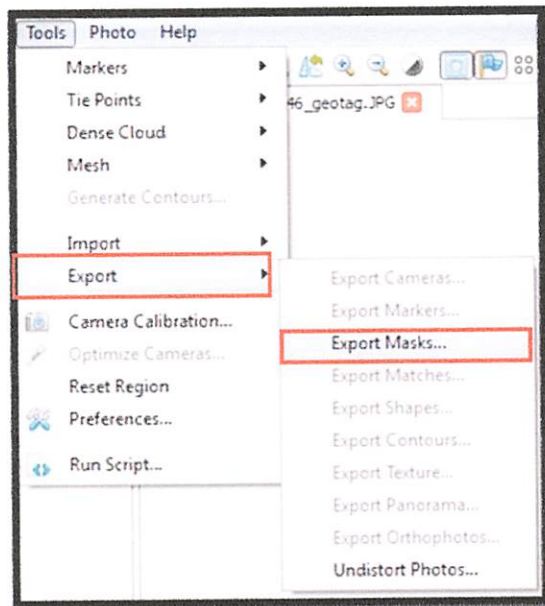 Tools Photo Help
Markers
46_geotag.JPG
Tie Points
Dense Cloud
Mesh
Generate Contours...
Import
Export
Export Cameras...
Export Markers...
Camera Calibration...
Export Masks...
Optimize Cameras...
Export Matches...
Reset Region
Export Shapes...
Preferences...
Export Contours...
Run Script...
Export Texture...
Export Panorama...
Export Orthophotos...
Undistort Photos...